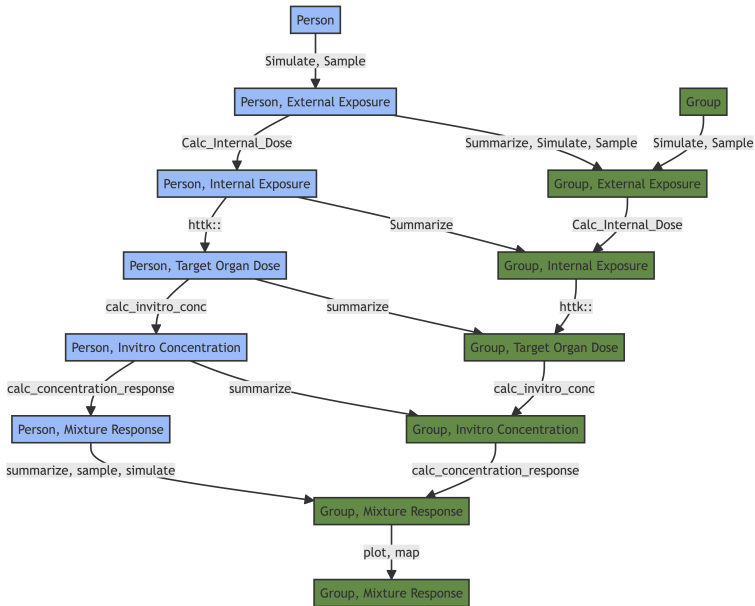 Person
Simulate, Sample
Person, External Exposure
Group
Calc_Internal_Dose
Summarize, Simulate, Sample
Simulate, Sample
Person, Internal Exposure
Group, External Exposure
httk::
Summarize
Calc_Internal_Dose
Person, Target Organ Dose
Group, Internal Exposure
calc_invitro_conc
summarize
httk::
Person, Invitro Concentration
Group, Target Organ Dose
calc_concentration_response
summarize
calc_invitro_conc
Person, Mixture Response
Group, Invitro Concentration
summarize, sample, simulate
calc_concentration_response
Group, Mixture Response
plot, map
Group, Mixture Response